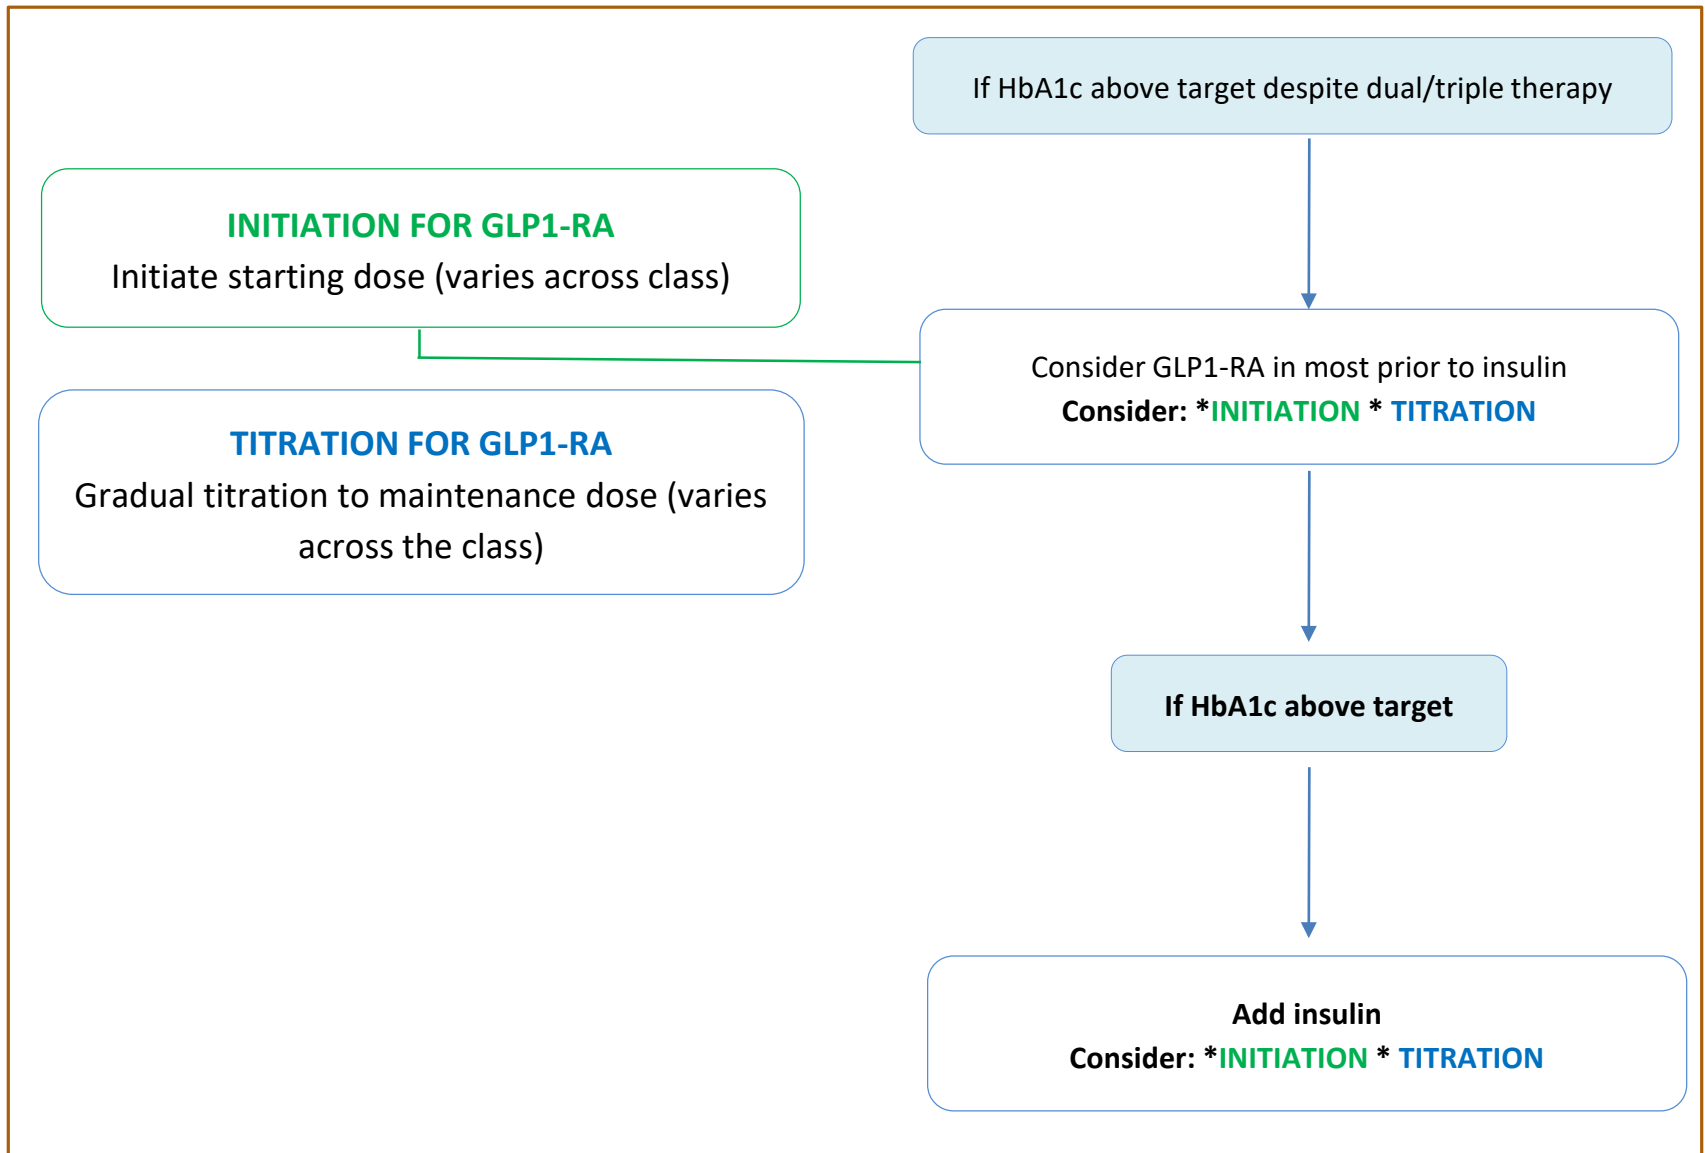 If HbA1c above target despite dual/triple therapy
INITIATION FOR GLP1-RA
Initiate starting dose (varies across class)
Consider GLP1-RA in most prior to insulin
Consider: *INITIATION * TITRATION
TITRATION FOR GLP1-RA
Gradual titration to maintenance dose (varies
across the class)
If HbA1c above target
Add insulin
Consider: *INITIATION * TITRATION